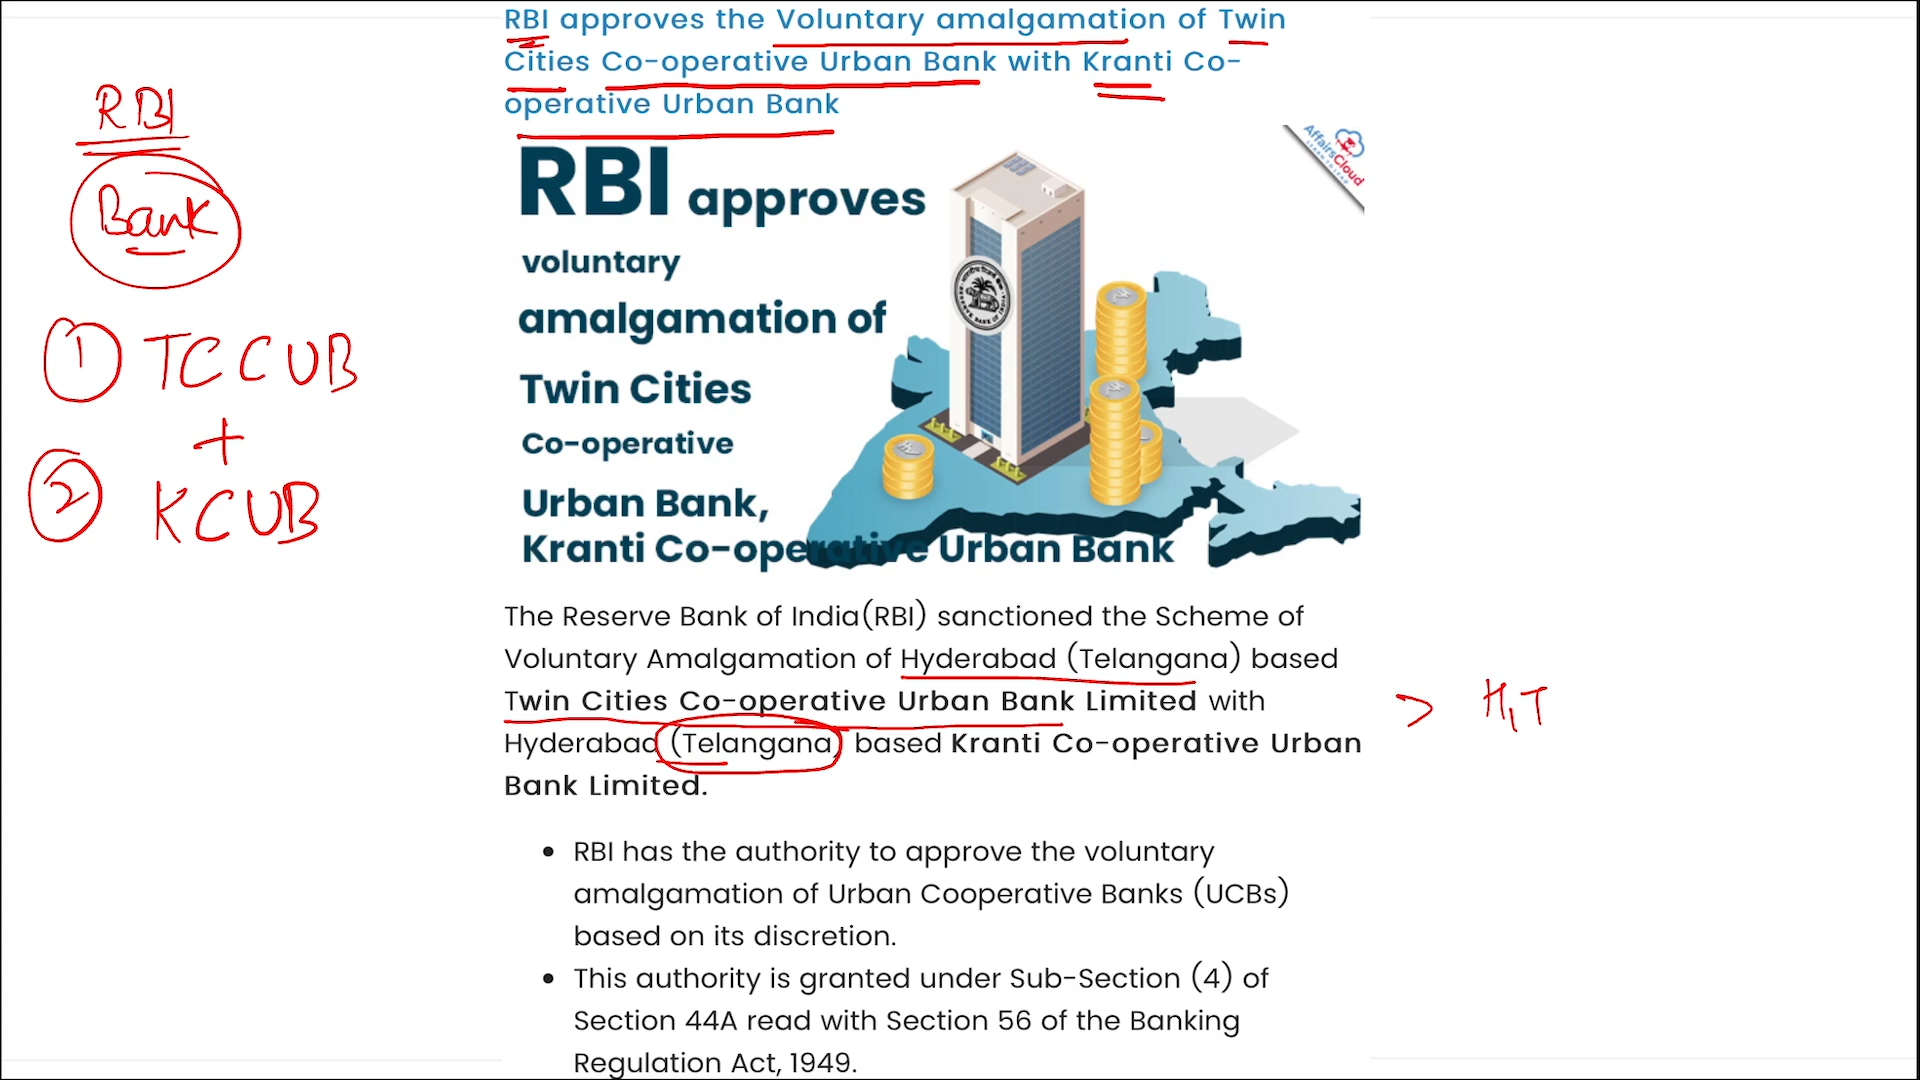 RBI approves the Voluntary amalgamation of Twin
Cities Co-operative Urban Bank with Kranti Co-
operative Urban Bank
RBI
Bank
1 TCCUB
+
2 KCUB
RBI approves
voluntary
amalgamation of
Twin Cities
Co-operative
Urban Bank,
Kranti Co-operative Urban Bank
AffairsCloud
The Reserve Bank of India(RBI) sanctioned the Scheme of
Voluntary Amalgamation of Hyderabad (Telangana) based
Twin Cities Co-operative Urban Bank Limited with
Hyderabad (Telangana) based Kranti Co-operative Urban
Bank Limited.
> H,T
• RBI has the authority to approve the voluntary
amalgamation of Urban Cooperative Banks (UCBs)
based on its discretion.
• This authority is granted under Sub-Section (4) of
Section 44A read with Section 56 of the Banking
Regulation Act, 1949.